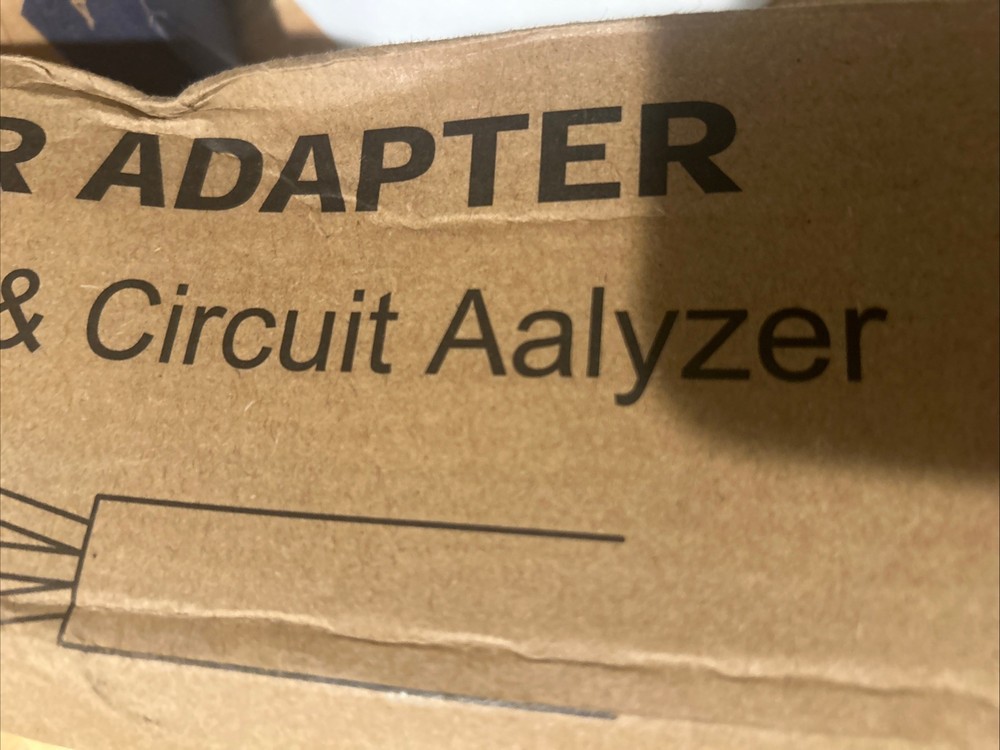 R ADAPTER
& Circuit Aalyzer